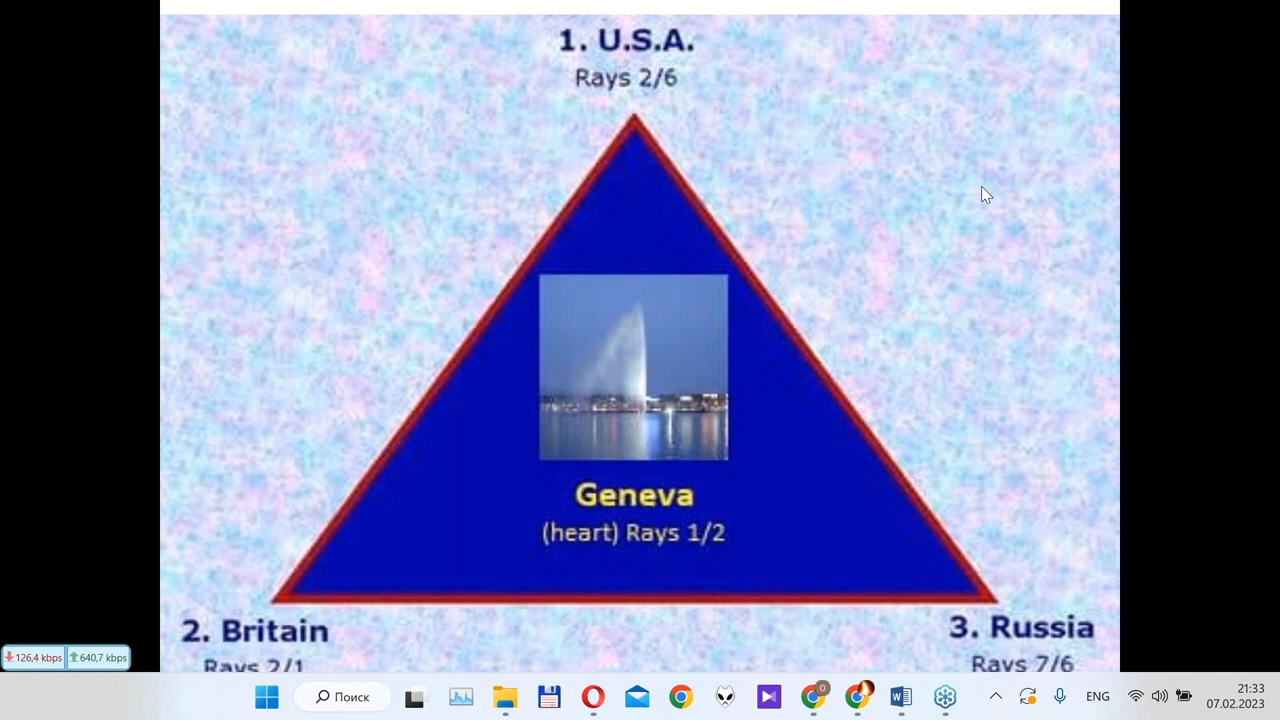 1. U.S.A.
Rays 2/6
Geneva
(heart) Rays 1/2
2. Britain
Rays 2/1
3. Russia
Rays 7/6
126,4 kbps
640,7 kbps
Поиск
0
ENG
21:33
07.02.2023